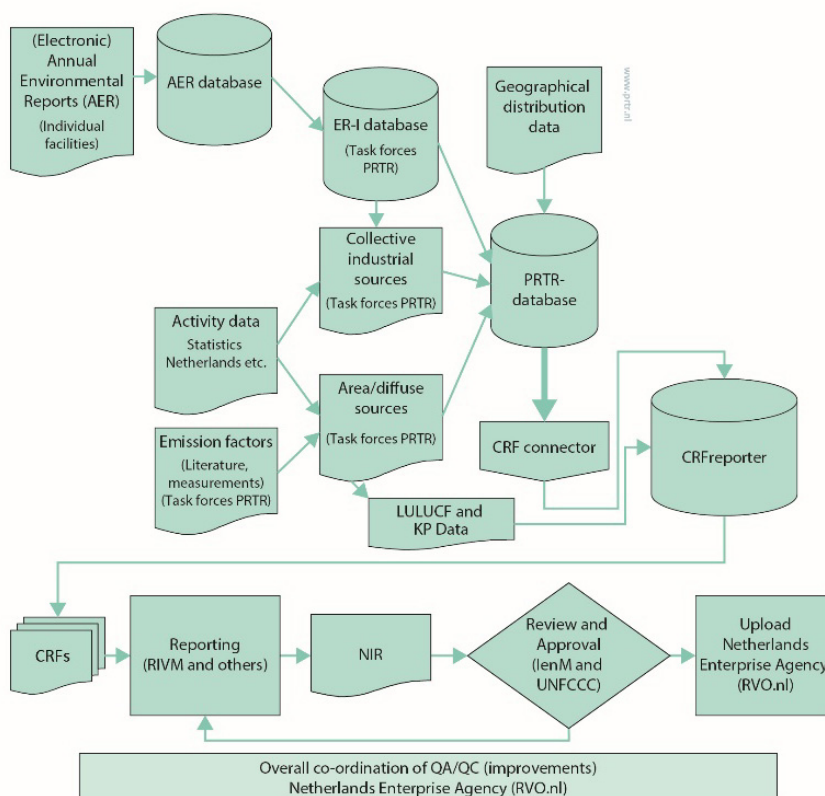 (Electronic)
Annual
Environmental
Reports (AER)
(Individual
facilities)
AER database
ER-I database
(Task forces
PRTR)
Geographical
distribution
data
www.prtr.nl
Collective
industrial
sources
(Task forces PRTR)
PRTR-
database
Activity data
Statistics
Netherlands etc.
Area/diffuse
sources
(Task forces PRTR)
Emission factors
(Literature,
measurements)
(Task forces PRTR)
CRF connector
CRFreporter
LULUCF and
KP Data
CRFs
Reporting
(RIVM and others)
NIR
Review and
Approval
(IenM and
UNFCCC)
Upload
Netherlands
Enterprise Agency
(RVO.nl)
Overall co-ordination of QA/QC (improvements)
Netherlands Enterprise Agency (RVO.nl)